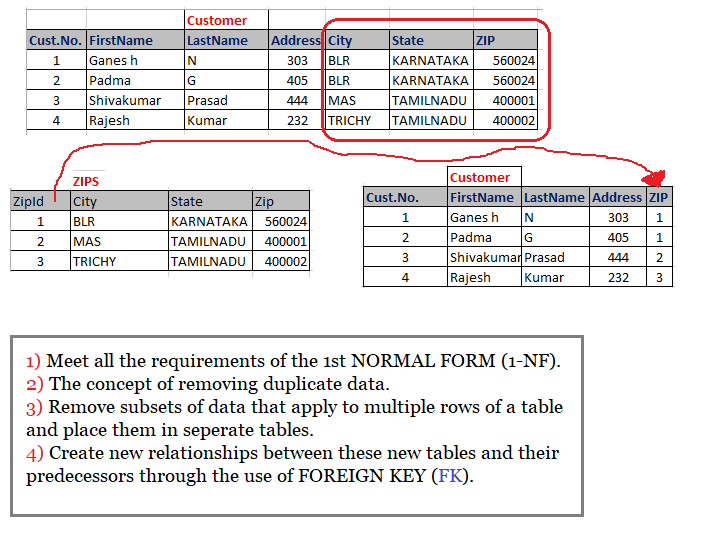 Customer
Cust.No. FirstName LastName Address City State ZIP
1 Ganes h N 303 BLR KARNATAKA 560024
2 Padma G 405 BLR KARNATAKA 560024
3 Shivakumar Prasad 444 MAS TAMILNADU 400001
4 Rajesh Kumar 232 TRICHY TAMILNADU 400002
ZIPS
ZipId City State Zip
1 BLR KARNATAKA 560024
2 MAS TAMILNADU 400001
3 TRICHY TAMILNADU 400002
Customer
Cust.No. FirstName LastName Address ZIP
1 Ganes h N 303 1
2 Padma G 405 1
3 Shivakumar Prasad 444 2
4 Rajesh Kumar 232 3
1) Meet all the requirements of the 1st NORMAL FORM (1-NF).
2) The concept of removing duplicate data.
3) Remove subsets of data that apply to multiple rows of a table
and place them in seperate tables.
4) Create new relationships between these new tables and their
predecessors through the use of FOREIGN KEY (FK).